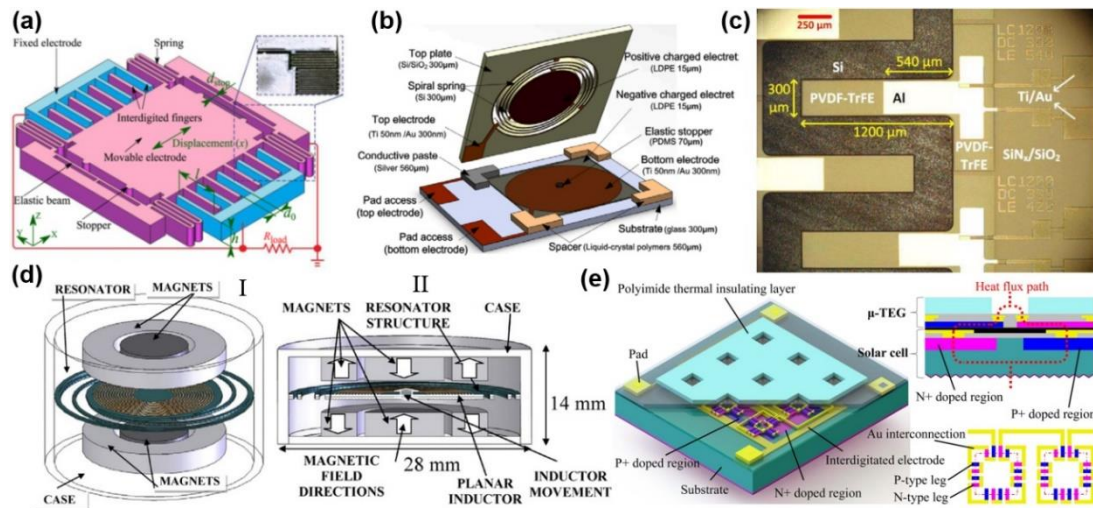 (a)
Fixed electrode
Spring
Interdigited fingers
Displacement (x)
Movable electrode
Elastic beam
Stopper
d₀
h
Z
Y
X
R_load
(b)
Top plate
(Si/SiO2 300µm)
Spiral spring
(Si 300µm)
Top electrode
(Ti 50nm /Au 300nm)
Conductive paste
(Silver 560µm)
Pad access
(top electrode)
Pad access
(bottom electrode)
Positive charged electret
(LDPE 15µm)
Negative charged electret
(LDPE 15µm)
Elastic stopper
(PDMS 70µm)
Bottom electrode
(Ti 50nm /Au 300nm)
Substrate (glass 300µm)
Spacer (Liquid-crystal polymers 560µm)
(c)
250 µm
Si
540 µm
300
µm
PVDF-TrFE
Al
Ti/Au
1200 µm
PVDF-
TrFE
SiNₓ/SiO₂
(d)
I
RESONATOR
MAGNETS
MAGNETS
CASE
II
MAGNETS
RESONATOR
STRUCTURE
CASE
14 mm
MAGNETIC
FIELD
DIRECTIONS
28 mm
PLANAR
INDUCTOR
INDUCTOR
MOVEMENT
(e)
Polyimide thermal insulating layer
Pad
P+ doped region
Substrate
N+ doped region
Interdigitated electrode
Heat flux path
µ-TEG
Solar cell
N+ doped region
P+ doped region
Au interconnection
P-type leg
N-type leg